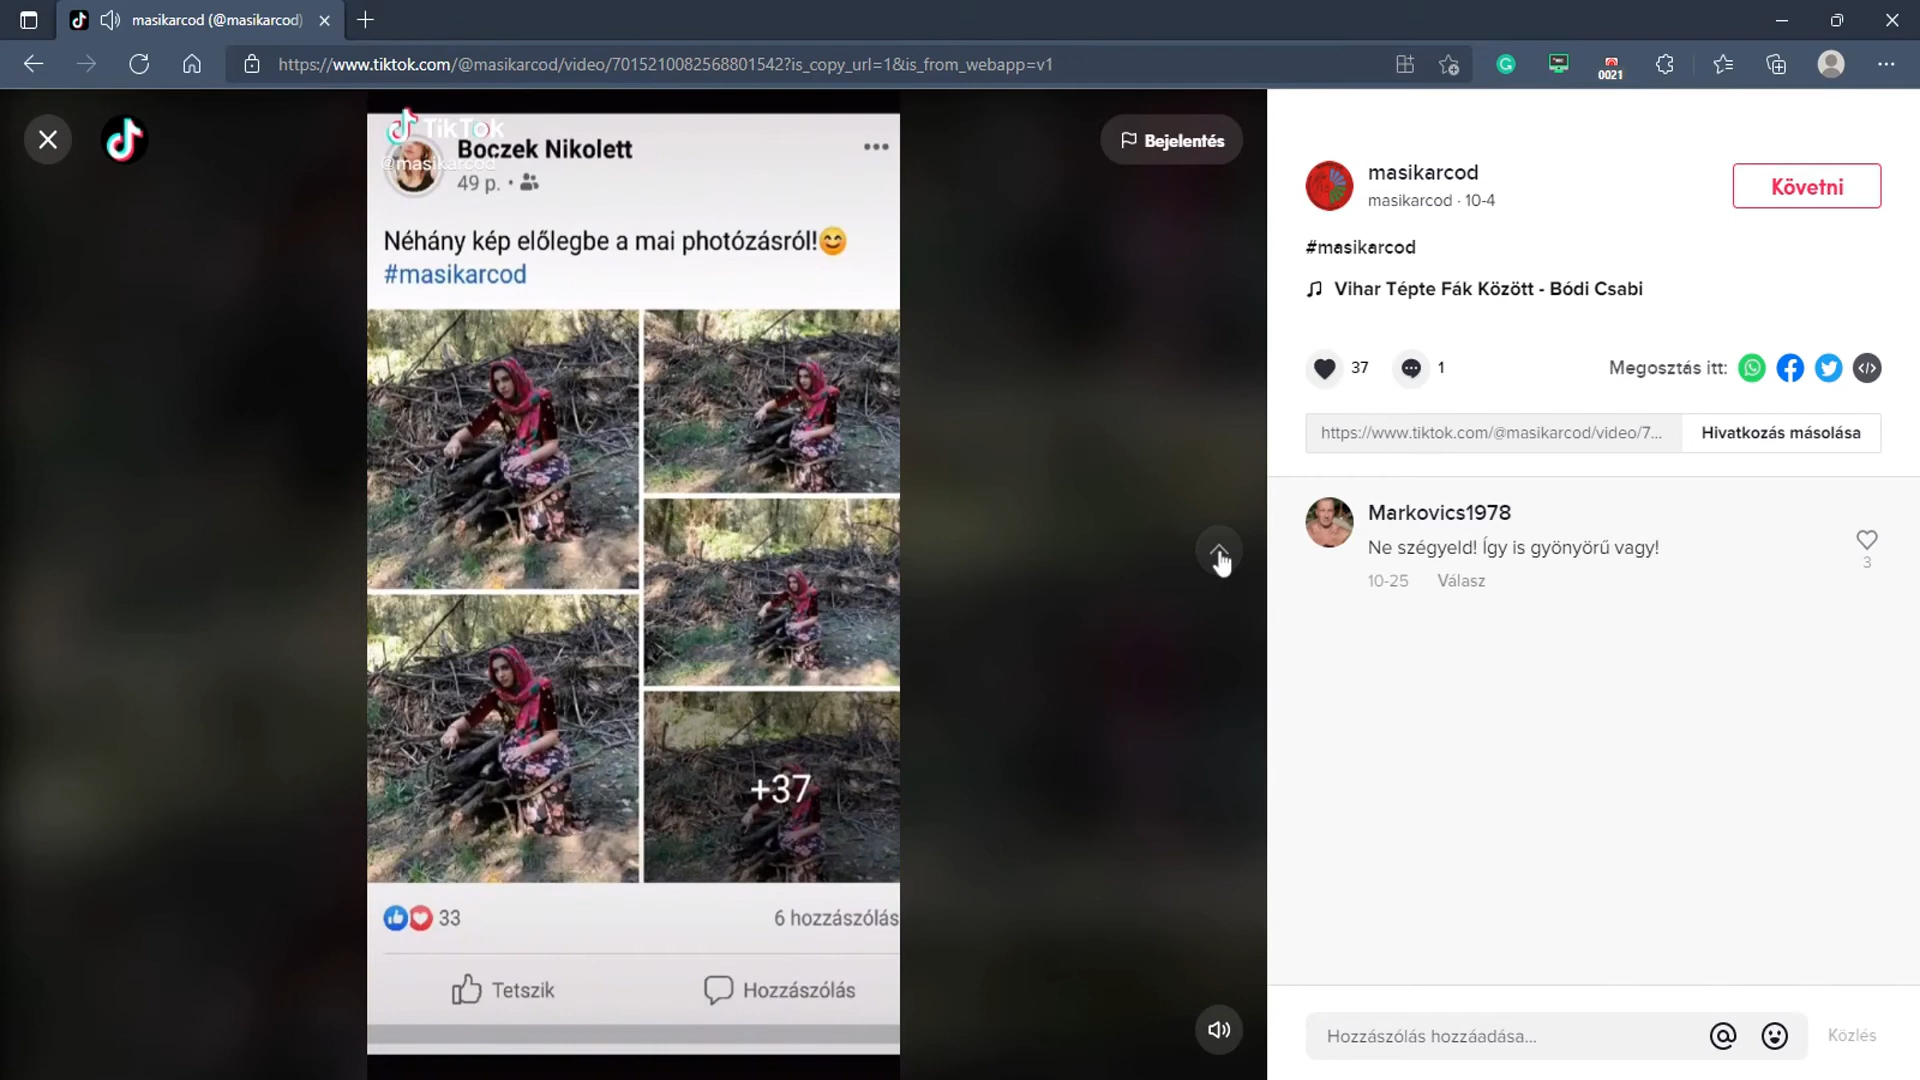 masikarcod (@masikarcod)
https://www.tiktok.com/@masikarcod/video/7015210082568801542?is_copy_url=1&is_from_webapp=v1
0021
TikTok
@masikarcod
Boczek Nikolett
49 p. ·
Néhány kép előlegbe a mai photózásról!😊
#masikarcod
+37
33
6 hozzászólás
Tetszik
Hozzászólás
Bejelentés
masikarcod
masikarcod · 10-4
Követni
#masikarcod
Vihar Tépte Fák Között - Bódi Csabi
37
1
Megosztás itt:
https://www.tiktok.com/@masikarcod/video/7...
Hivatkozás másolása
Markovics1978
Ne szégyeld! Így is gyönyörű vagy!
3
10-25 Válasz
Hozzászólás hozzáadása...
Közlés